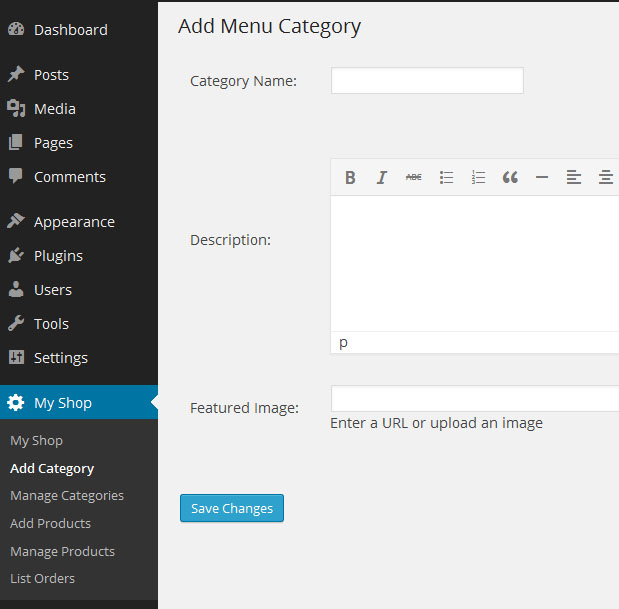 Dashboard
Posts
Media
Pages
Comments
Appearance
Plugins
Users
Tools
Settings
My Shop
My Shop
Add Category
Manage Categories
Add Products
Manage Products
List Orders
Add Menu Category
Category Name:
B I ABC
Description:
p
Featured Image:
Enter a URL or upload an image
Save Changes